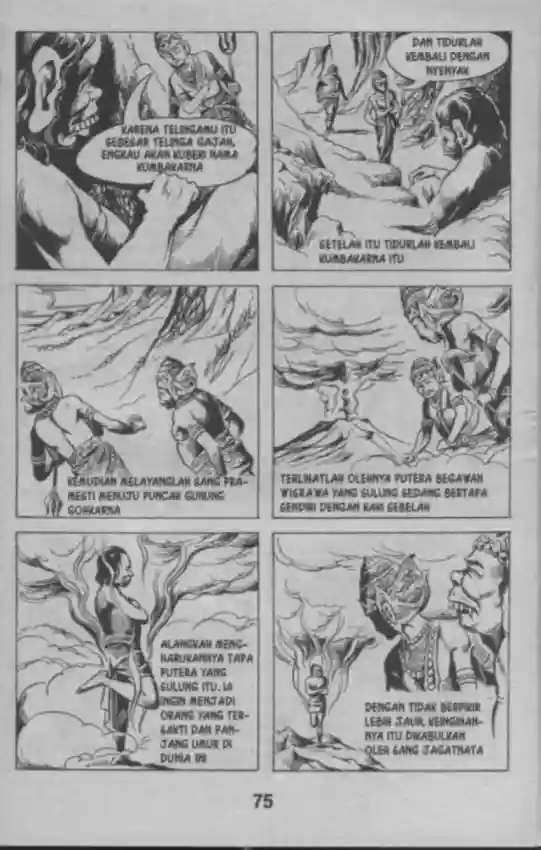 KARENA TELINGAMU ITU
SEBESAR TELINGA GAJAH,
ENGKAU AKAN KUBERI NAMA
KUMBAKARNA
DAN TIDURLAH
KEMBALI DENGAN
NYENYAK
SETELAH ITU TIDURLAH KEMBALI
KUMBAKARNA ITU
KEMUDIAN MELAYANGLAH SANG PRA-
MESTI MENUJU PUNCAK GUNUNG
GOHKARNA
TERLIHATLAH OLEHNYA PUTERA BEGAWAN
WISRAWA YANG SULUNG SEDANG BERTAPA
SENDIRI DENGAN KAKI SEBELAH
ALANGKAH MENG-
HARUKANNYA TAPA
PUTERA YANG
SULUNG ITU. IA
INGIN MENJADI
ORANG YANG TER-
SAKTI DAN PAN-
JANG UMUR DI
DUNIA INI
DENGAN TIDAK BERPIKIR
LEBIH JAUH, KEINGINAN-
NYA ITU DIKABULKAN
OLEH SANG JAGATNATA
75